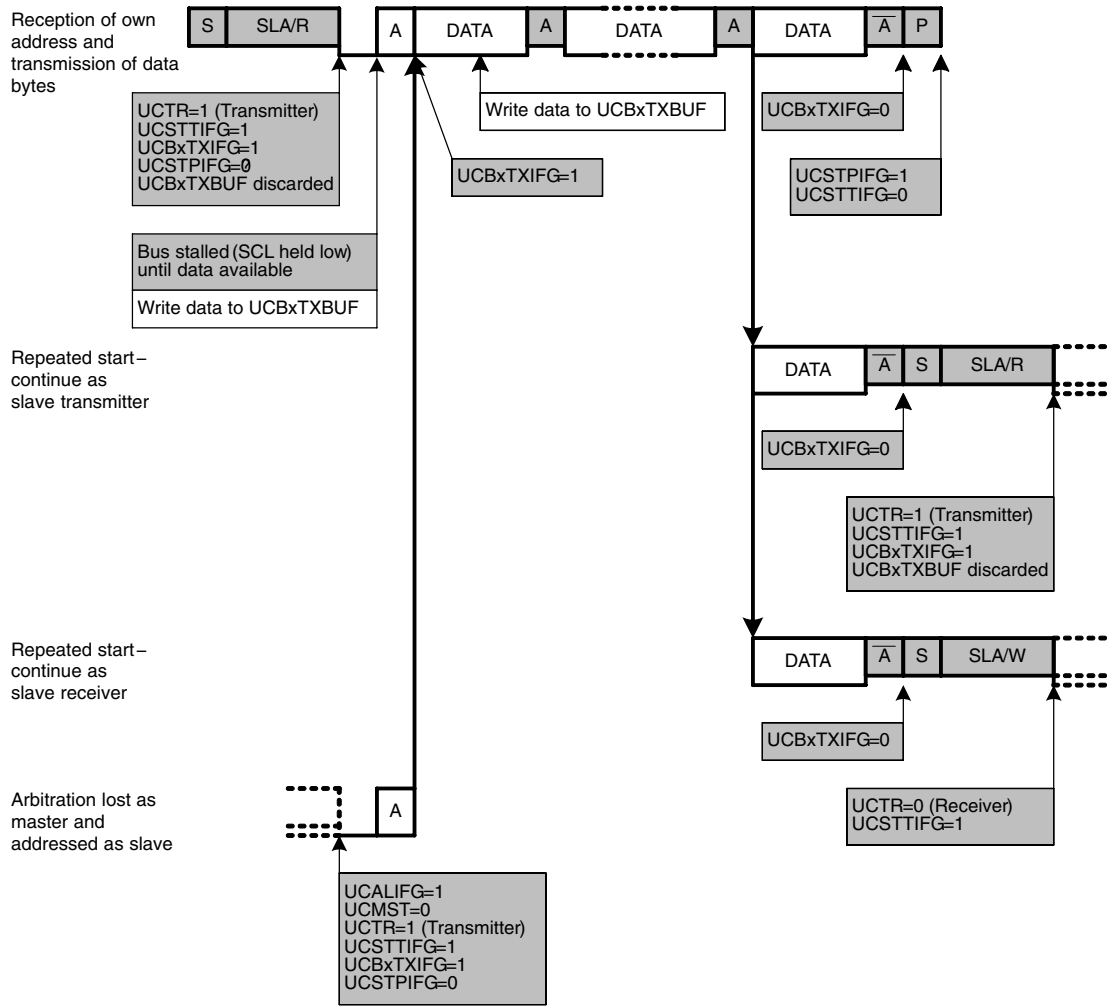 Reception of own
address and
transmission of data
bytes
S SLA/R A DATA A DATA A DATA A̅ P
UCTR=1 (Transmitter)
UCSTTIFG=1
UCBxTXIFG=1
UCSTPIFG=0
UCBxTXBUF discarded
Write data to UCBxTXBUF
UCBxTXIFG=1
UCBxTXIFG=0
UCSTPIFG=1
UCSTTIFG=0
Bus stalled (SCL held low)
until data available
Write data to UCBxTXBUF
Repeated start–
continue as
slave transmitter
DATA A̅ S SLA/R
UCBxTXIFG=0
UCTR=1 (Transmitter)
UCSTTIFG=1
UCBxTXIFG=1
UCBxTXBUF discarded
Repeated start–
continue as
slave receiver
DATA A̅ S SLA/W
UCBxTXIFG=0
UCTR=0 (Receiver)
UCSTTIFG=1
Arbitration lost as
master and
addressed as slave
A
UCALIFG=1
UCMST=0
UCTR=1 (Transmitter)
UCSTTIFG=1
UCBxTXIFG=1
UCSTPIFG=0